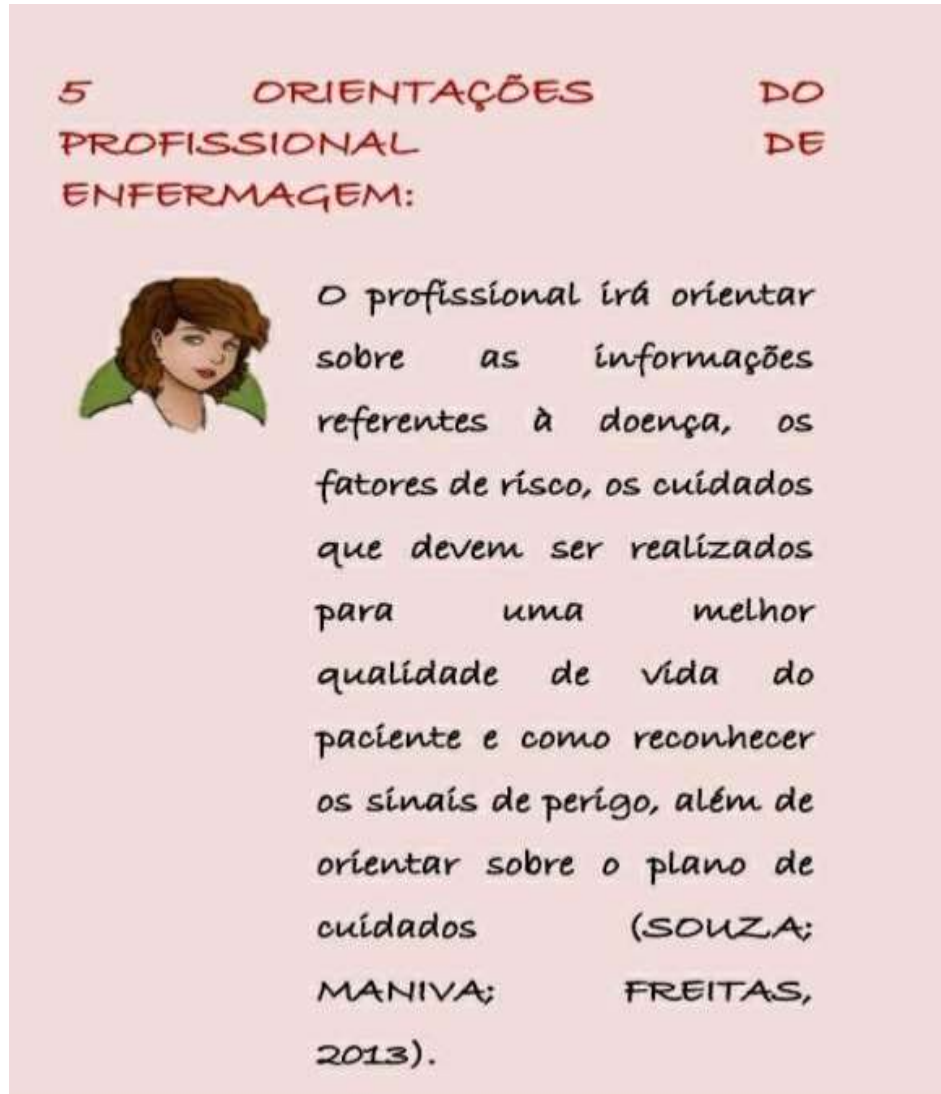 5 ORIENTAÇÕES DO
PROFISSIONAL DE
ENFERMAGEM:
O profissional irá orientar
sobre as informações
referentes à doença, os
fatores de risco, os cuidados
que devem ser realizados
para uma melhor
qualidade de vida do
paciente e como reconhecer
os sinais de perigo, além de
orientar sobre o plano de
cuidados (SOUZA;
MANIVA; FREITAS,
2013).